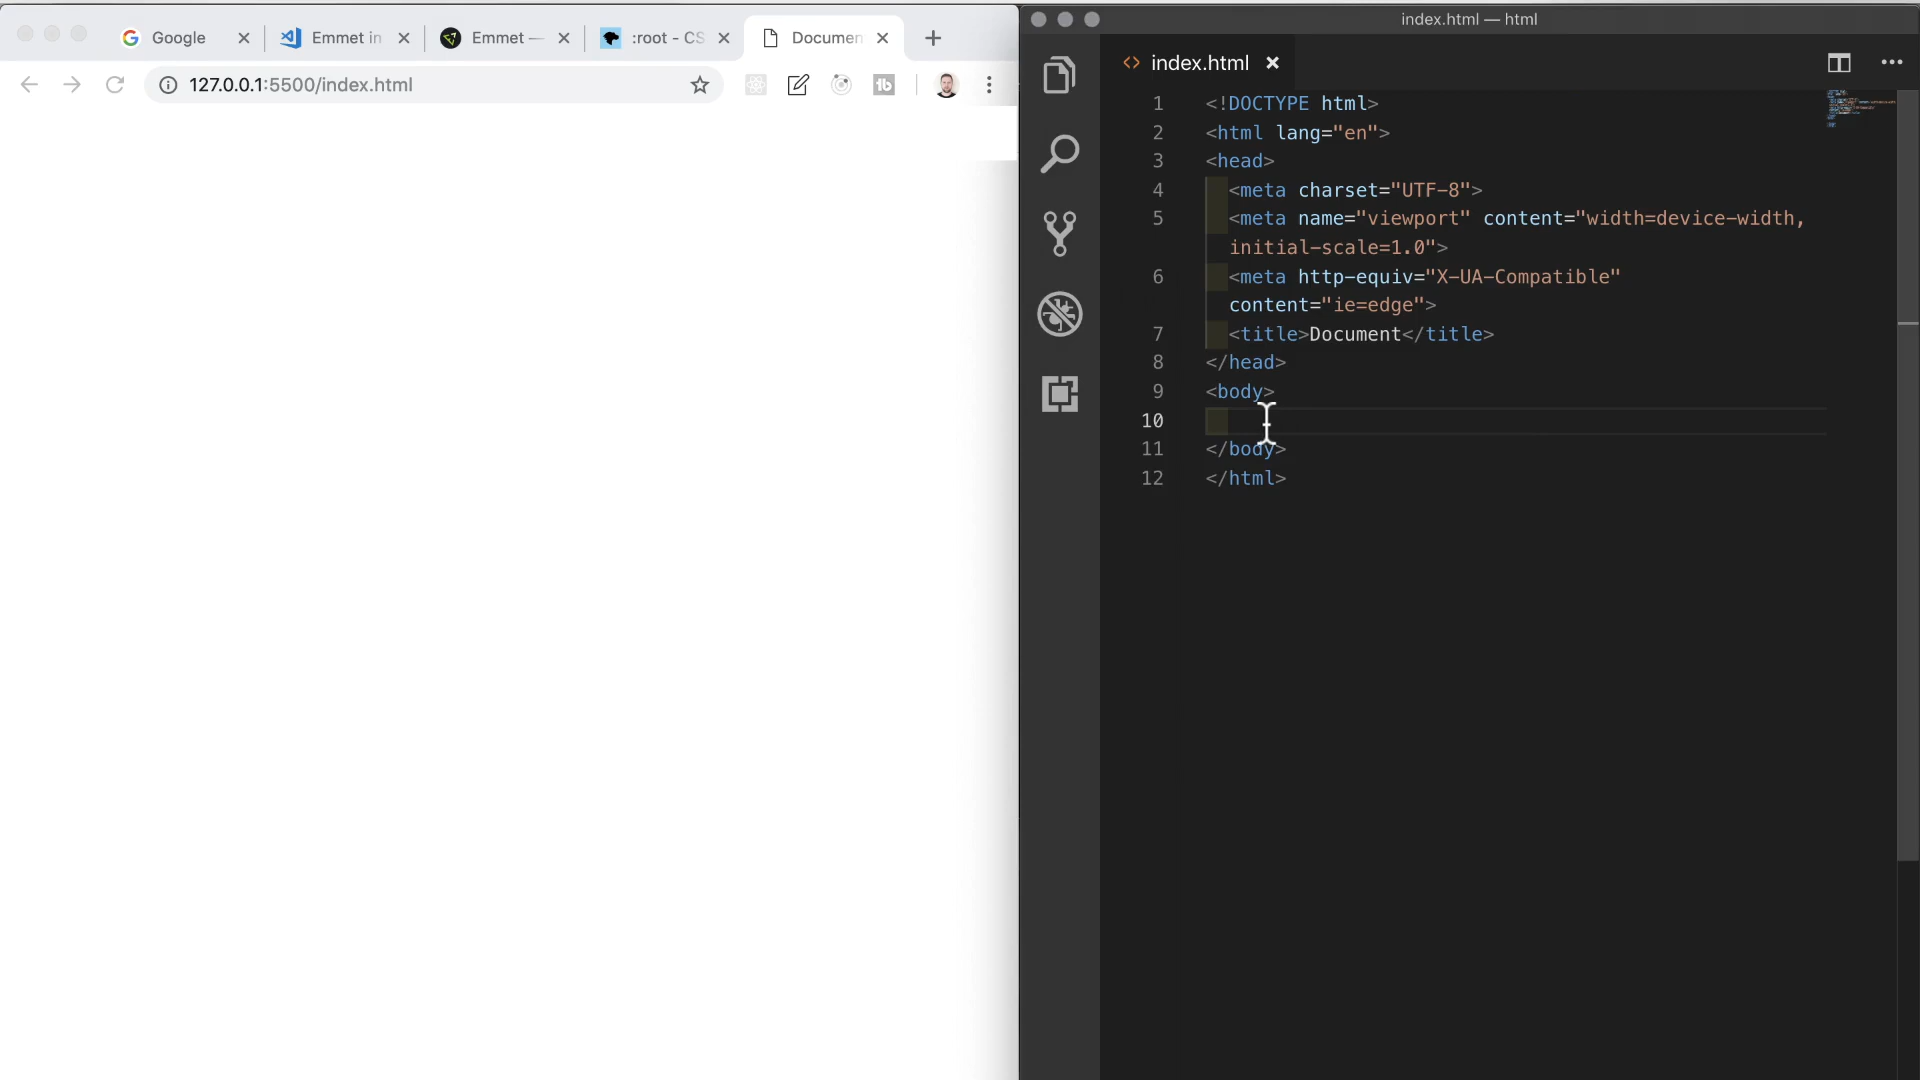 Google
Emmet in
Emmet —
:root - CS
Documen
127.0.0.1:5500/index.html
tb
index.html — html
index.html
1 <!DOCTYPE html>
2 <html lang="en">
3 <head>
4 <meta charset="UTF-8">
5 <meta name="viewport" content="width=device-width,
initial-scale=1.0">
6 <meta http-equiv="X-UA-Compatible"
content="ie=edge">
7 <title>Document</title>
8 </head>
9 <body>
10
11 </body>
12 </html>